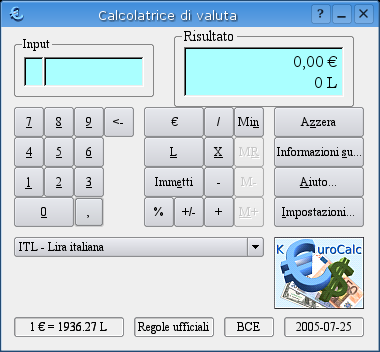 Calcolatrice di valuta
Input
Risultato
0,00 €
0 L
7 8 9 <- € / Min Azzera
4 5 6 L X MR Informazioni su...
1 2 3 Immetti - M- Aiuto...
0 , % +/- + M+ Impostazioni...
ITL - Lira italiana
K €uroCalc
1 € = 1936.27 L Regole ufficiali BCE 2005-07-25